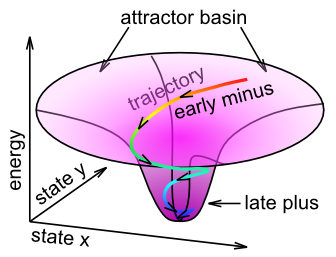 attractor basin
trajectory
early minus
energy
state y
late plus
state x